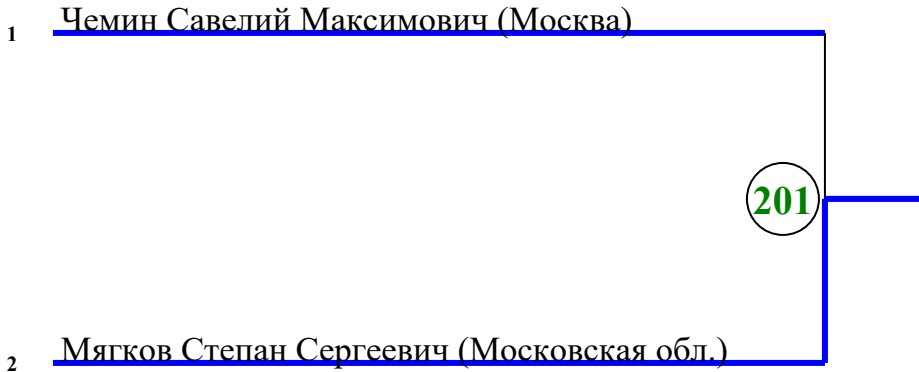 1 Чемин Савелий Максимович (Москва)
201
2 Мягков Степан Сергеевич (Московская обл.)